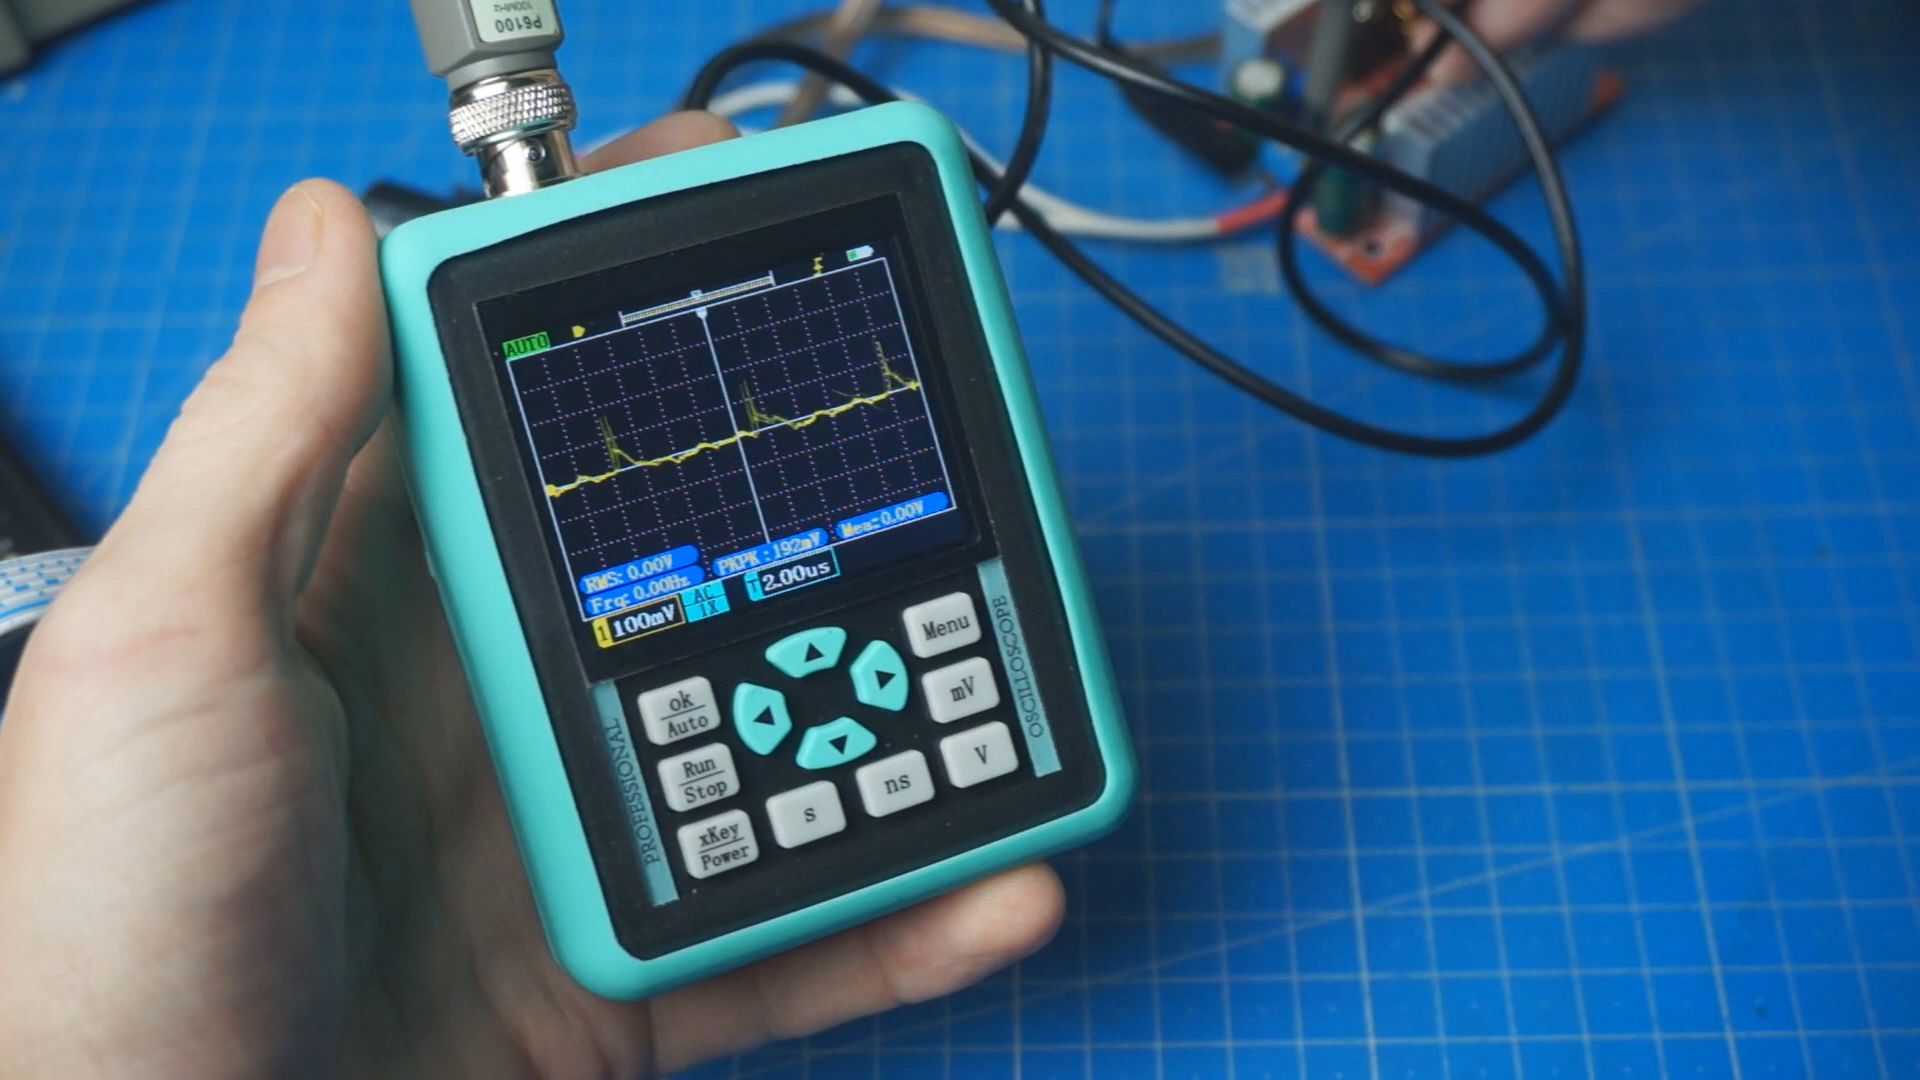 P6100
100MHz
AUTO
RMS: 0.00V
PKPK :192mV
Mea:0.00V
Frq: 0.00Hz
1 100mV
AC
1X
T 2.00us
PROFESSIONAL
OSCILLOSCOPE
Menu
mV
V
ok
Auto
Run
Stop
xKey
Power
s
ns